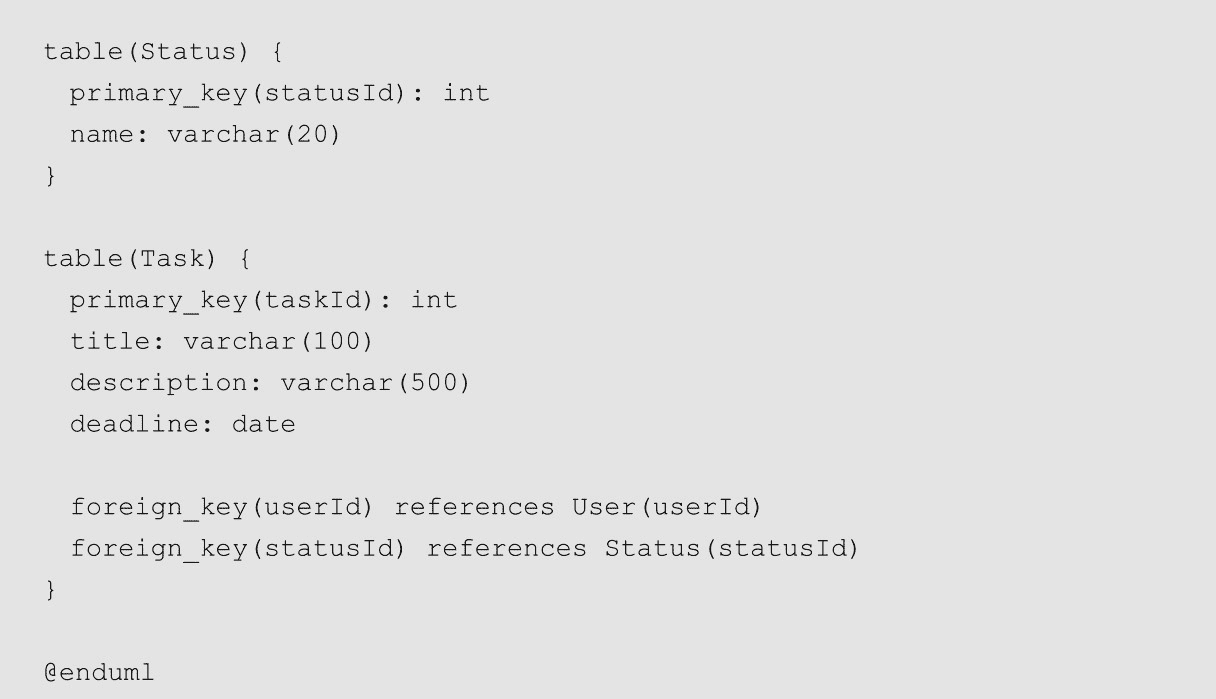 table(Status) {
  primary_key(statusId): int
  name: varchar(20)
}

table(Task) {
  primary_key(taskId): int
  title: varchar(100)
  description: varchar(500)
  deadline: date

  foreign_key(userId) references User(userId)
  foreign_key(statusId) references Status(statusId)
}

@enduml